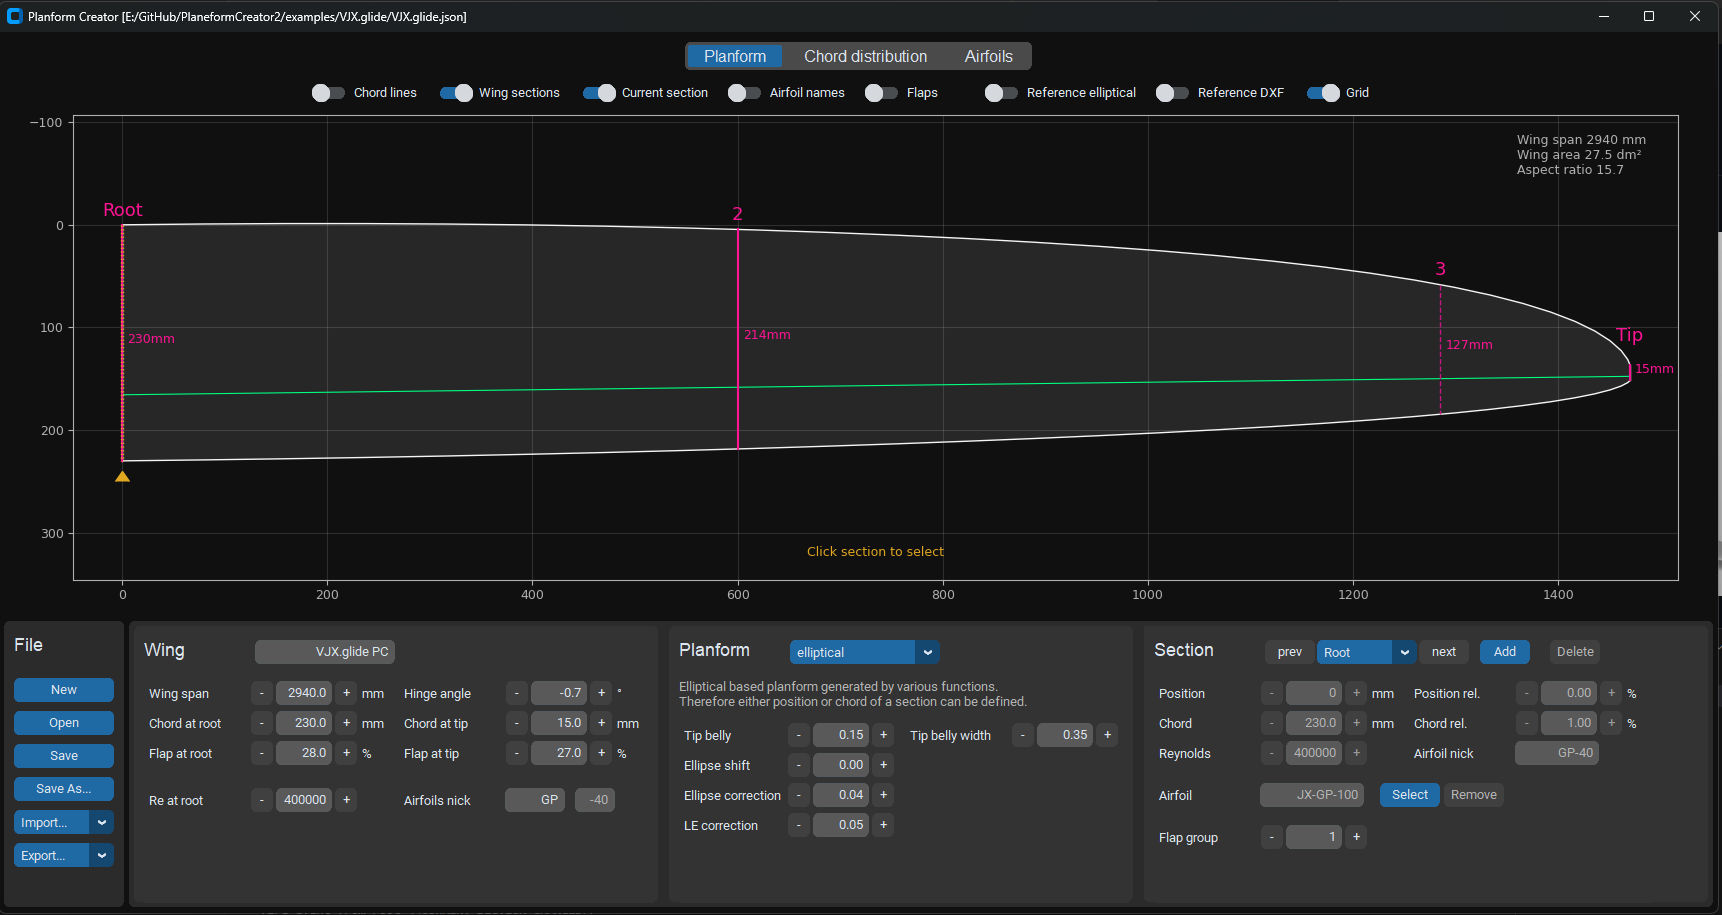 Planform Creator [E:/GitHub/PlaneformCreator2/examples/VJX.glide/VJX.glide.json]
Planform Chord distribution Airfoils
Chord lines Wing sections Current section Airfoil names Flaps Reference elliptical Reference DXF Grid
−100
Wing span 2940 mm
Wing area 27.5 dm²
Aspect ratio 15.7
Root
2
0
3
100
230mm
214mm
127mm
Tip
15mm
200
300
Click section to select
0 200 400 600 800 1000 1200 1400
File
New
Open
Save
Save As...
Import...
Export...
Wing VJX.glide PC
Wing span - 2940.0 + mm Hinge angle - -0.7 + °
Chord at root - 230.0 + mm Chord at tip - 15.0 + mm
Flap at root - 28.0 + % Flap at tip - 27.0 + %
Re at root - 400000 + Airfoils nick GP -40
Planform elliptical
Elliptical based planform generated by various functions.
Therefore either position or chord of a section can be defined.
Tip belly - 0.15 + Tip belly width - 0.35 +
Ellipse shift - 0.00 +
Ellipse correction - 0.04 +
LE correction - 0.05 +
Section prev Root next Add Delete
Position - 0 + mm Position rel. - 0.00 + %
Chord - 230.0 + mm Chord rel. - 1.00 + %
Reynolds - 400000 + Airfoil nick GP-40
Airfoil JX-GP-100 Select Remove
Flap group - 1 +